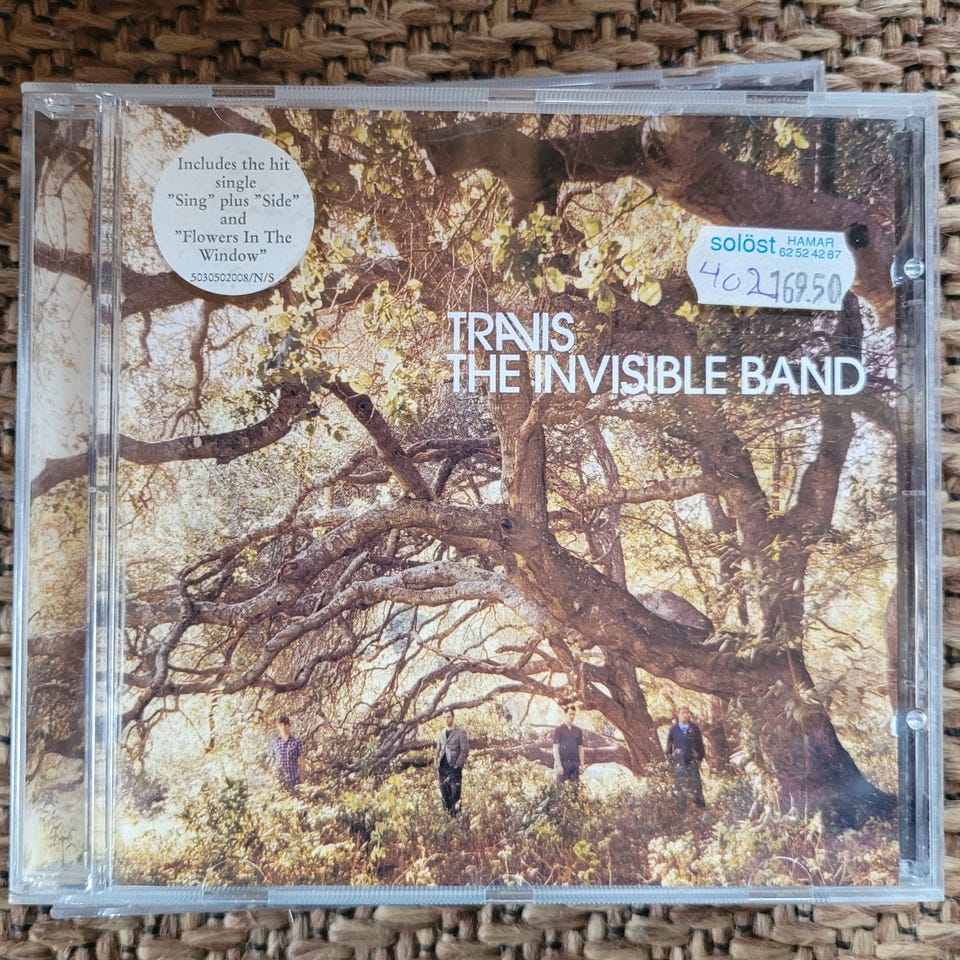 Includes the hit
single
"Sing" plus "Side"
and
"Flowers In The
Window"
5030502008/N/S
solöst HAMAR
62 52 42 87
402 169.50
TRAVIS
THE INVISIBLE BAND